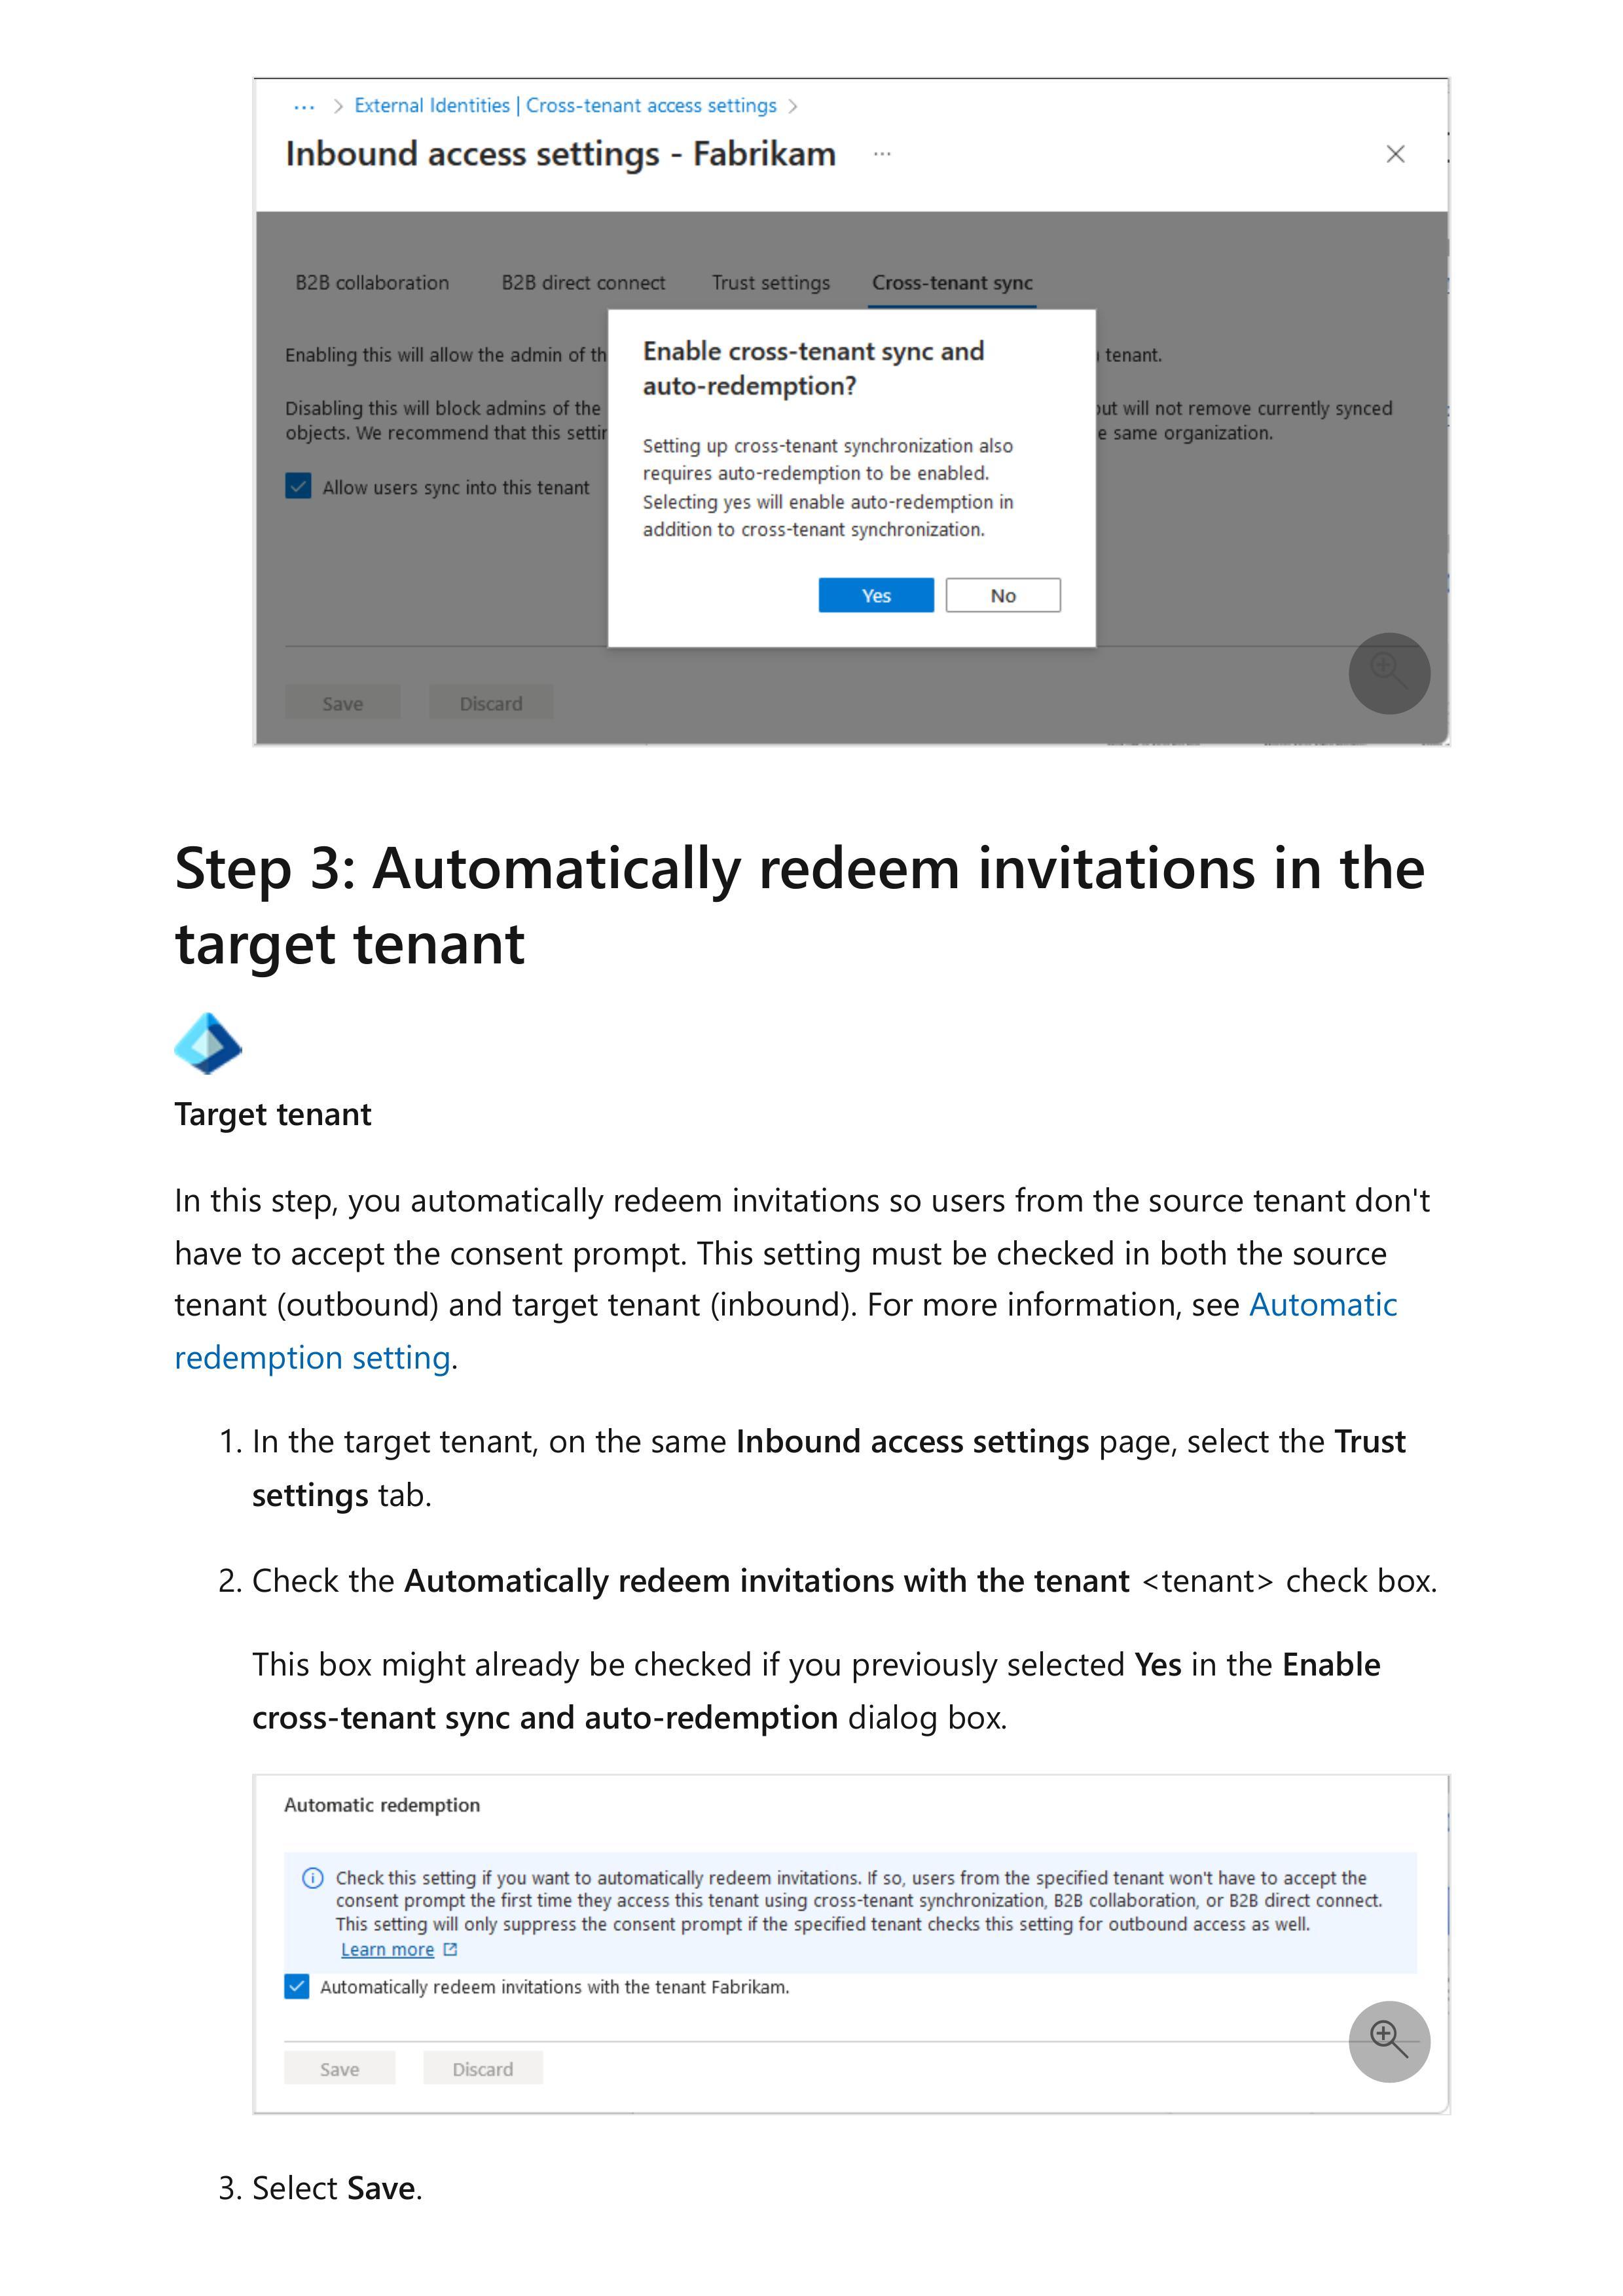 ... > External Identities | Cross-tenant access settings >
Inbound access settings - Fabrikam ...
B2B collaboration B2B direct connect Trust settings Cross-tenant sync
Enabling this will allow the admin of th tenant.
Disabling this will block admins of the but will not remove currently synced
objects. We recommend that this settin e same organization.
Allow users sync into this tenant
Enable cross-tenant sync and
auto-redemption?
Setting up cross-tenant synchronization also
requires auto-redemption to be enabled.
Selecting yes will enable auto-redemption in
addition to cross-tenant synchronization.
Yes No
Save Discard
Step 3: Automatically redeem invitations in the
target tenant
Target tenant
In this step, you automatically redeem invitations so users from the source tenant don't
have to accept the consent prompt. This setting must be checked in both the source
tenant (outbound) and target tenant (inbound). For more information, see Automatic
redemption setting.
1. In the target tenant, on the same Inbound access settings page, select the Trust
settings tab.
2. Check the Automatically redeem invitations with the tenant <tenant> check box.
This box might already be checked if you previously selected Yes in the Enable
cross-tenant sync and auto-redemption dialog box.
Automatic redemption
Check this setting if you want to automatically redeem invitations. If so, users from the specified tenant won't have to accept the
consent prompt the first time they access this tenant using cross-tenant synchronization, B2B collaboration, or B2B direct connect.
This setting will only suppress the consent prompt if the specified tenant checks this setting for outbound access as well.
Learn more
Automatically redeem invitations with the tenant Fabrikam.
Save Discard
3. Select Save.